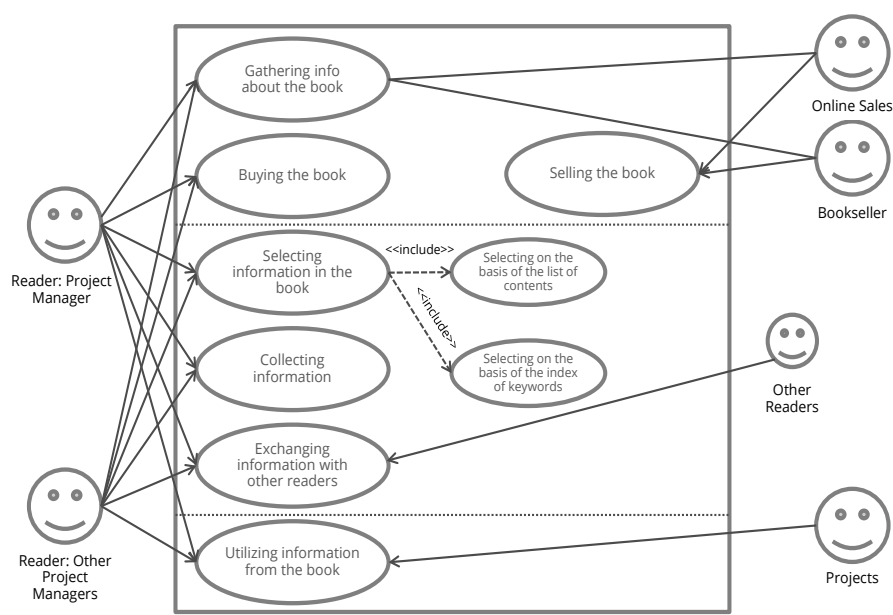 Gathering info
about the book
Online Sales
Buying the book
Selling the book
Bookseller
Reader: Project
Manager
Selecting
information in the
book
<<include>>
Selecting on the
basis of the list of
contents
<<include>>
Collecting
information
Selecting on the
basis of the index
of keywords
Other
Readers
Exchanging
information with
other readers
Reader: Other
Project
Managers
Utilizing information
from the book
Projects